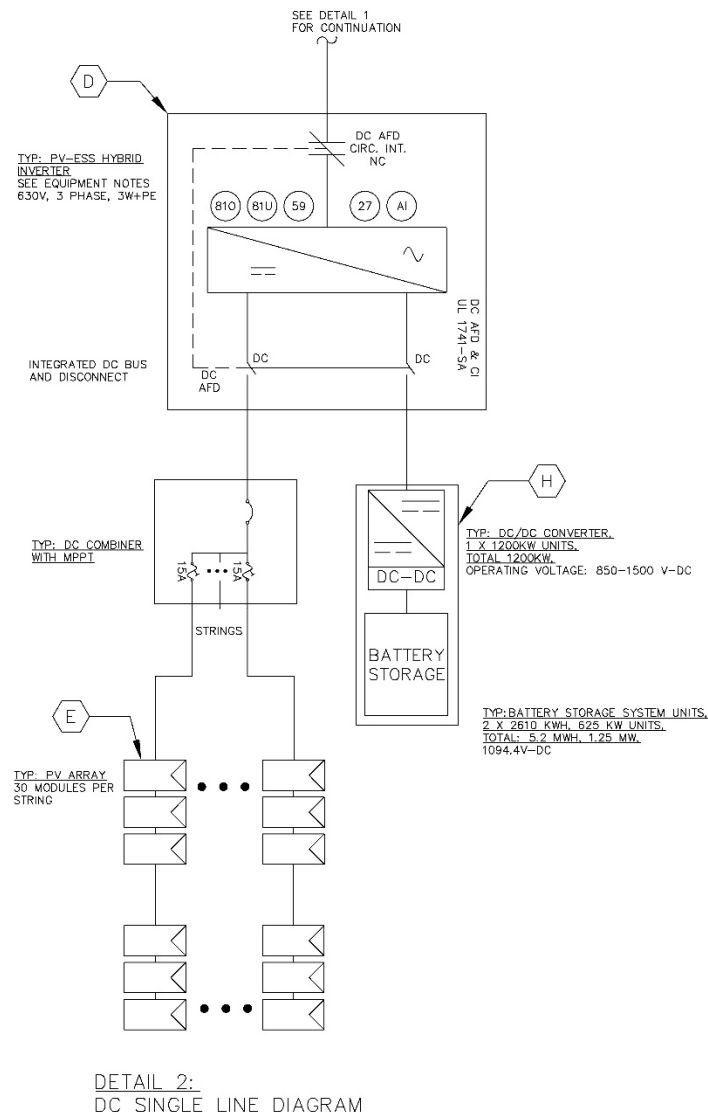 SEE DETAIL 1
FOR CONTINUATION
D
TYP: PV-ESS HYBRID
INVERTER
SEE EQUIPMENT NOTES
630V, 3 PHASE, 3W+PE
DC AFD
CIRC. INT.
NC
81O
81U
59
27
AI
DC AFD & CI
UL 1741-SA
INTEGRATED DC BUS
AND DISCONNECT
DC
AFD
DC
DC
H
TYP: DC COMBINER
WITH MPPT
15A
15A
STRINGS
DC-DC
BATTERY
STORAGE
TYP: DC/DC CONVERTER,
1 X 1200KW UNITS,
TOTAL 1200KW,
OPERATING VOLTAGE: 850-1500 V-DC
TYP:BATTERY STORAGE SYSTEM UNITS,
2 X 2610 KWH, 625 KW UNITS,
TOTAL: 5.2 MWH, 1.25 MW,
1094.4V-DC
E
TYP: PV ARRAY
30 MODULES PER
STRING
DETAIL 2:
DC SINGLE LINE DIAGRAM